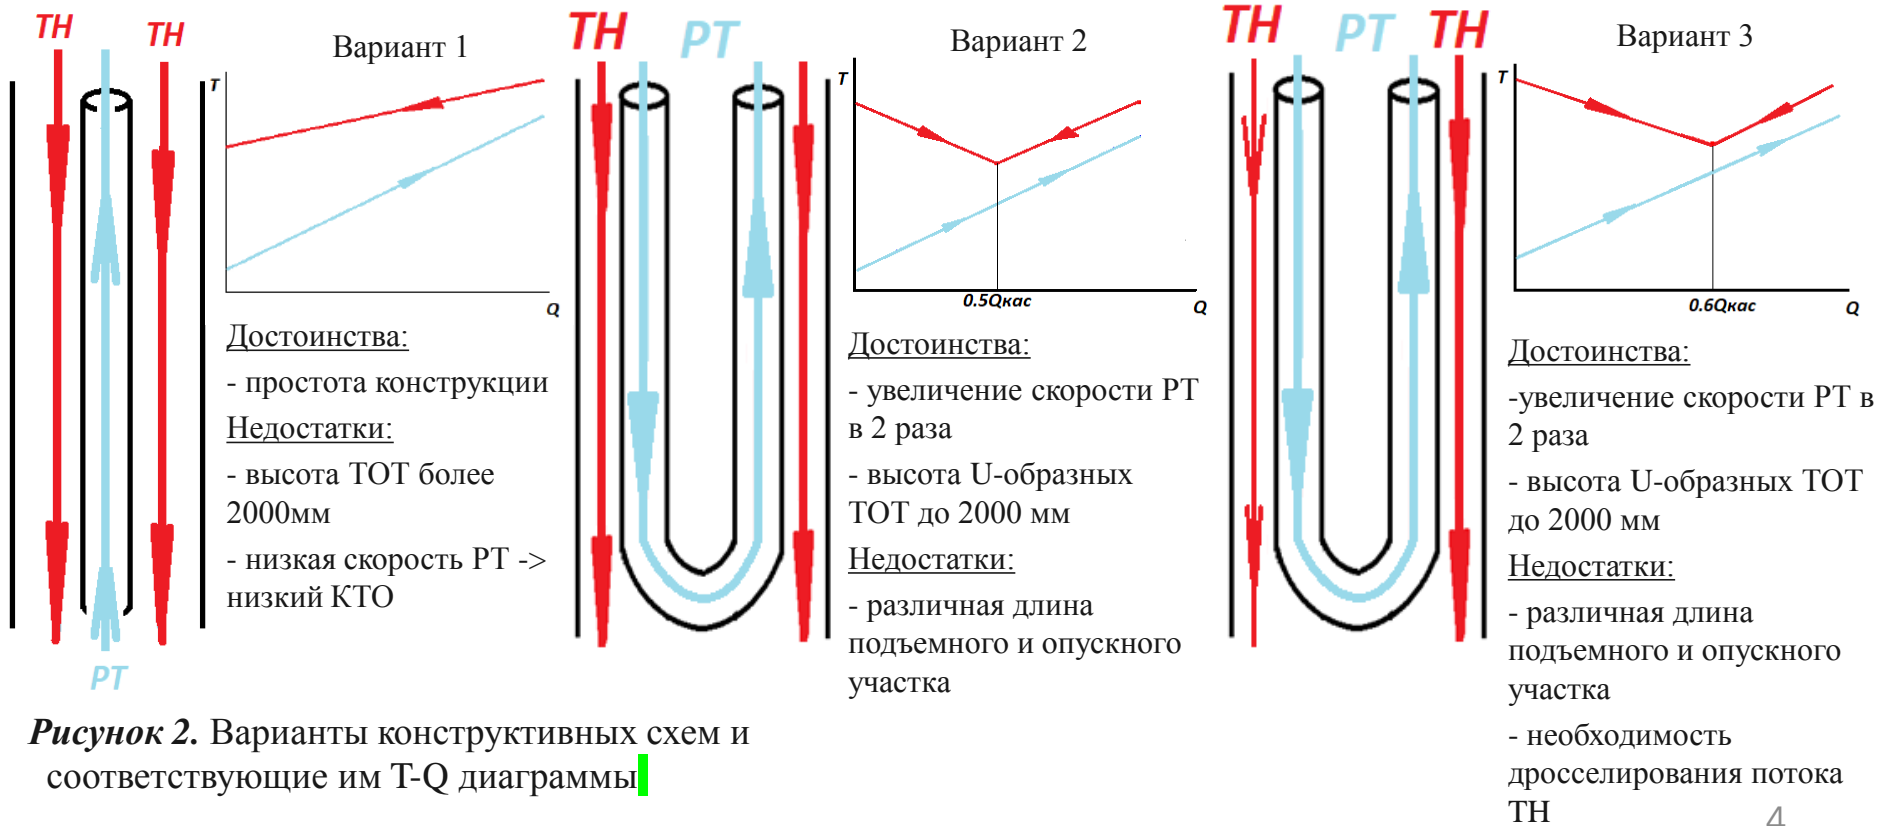 ТН
ТН
Вариант 1
T
Q
Достоинства:
- простота конструкции
Недостатки:
- высота ТОТ более
2000мм
- низкая скорость РТ ->
низкий КТО
РТ
ТН
РТ
Вариант 2
T
0.5Qкас
Q
Достоинства:
- увеличение скорости РТ
в 2 раза
- высота U-образных
ТОТ до 2000 мм
Недостатки:
- различная длина
подъемного и опускного
участка
ТН
РТ
ТН
Вариант 3
T
0.6Qкас
Q
Достоинства:
-увеличение скорости РТ в
2 раза
- высота U-образных ТОТ
до 2000 мм
Недостатки:
- различная длина
подъемного и опускного
участка
- необходимость
дросселирования потока
ТН
Рисунок 2. Варианты конструктивных схем и
соответствующие им T-Q диаграммы
4